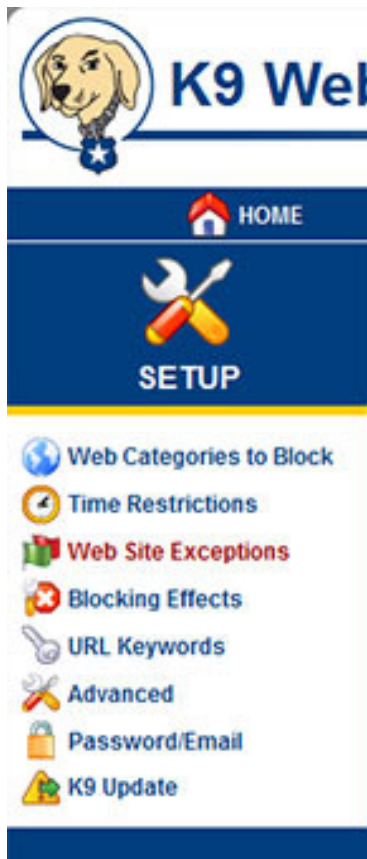 K9 Web
HOME
SETUP
Web Categories to Block
Time Restrictions
Web Site Exceptions
Blocking Effects
URL Keywords
Advanced
Password/Email
K9 Update